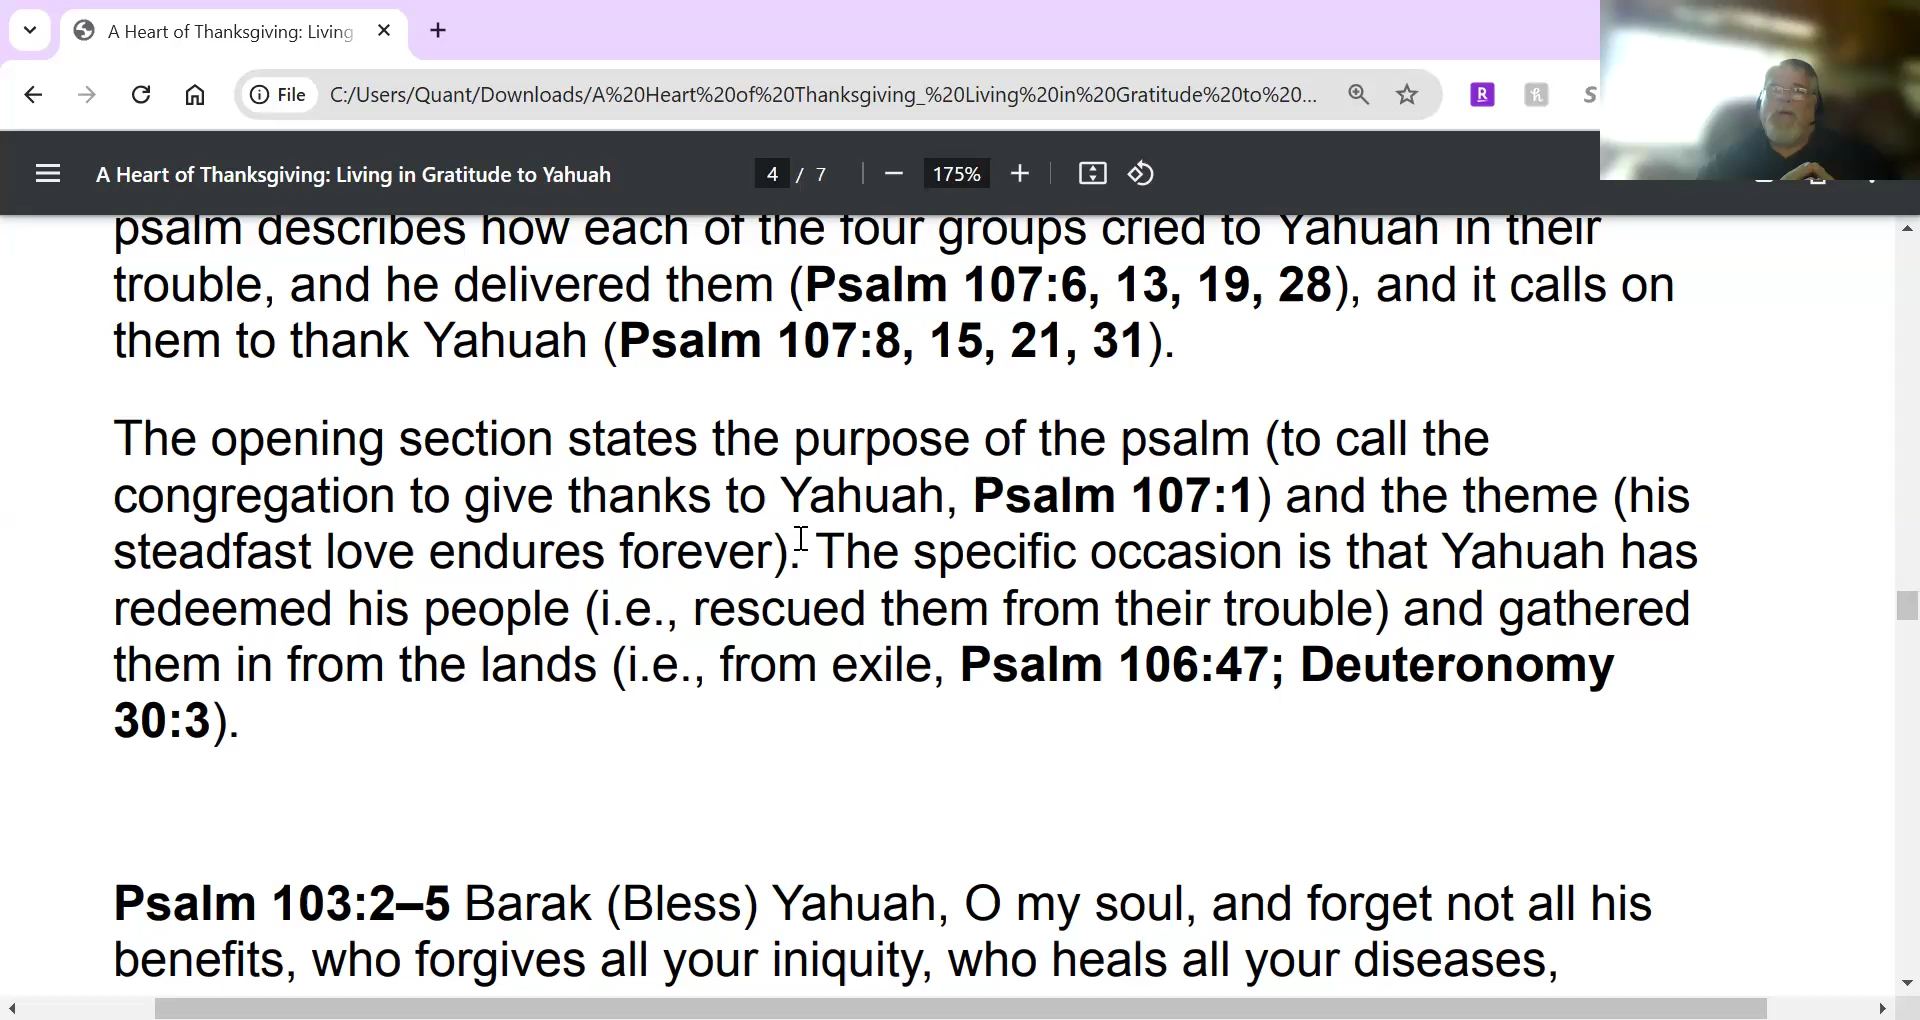 A Heart of Thanksgiving: Living
File
C:/Users/Quant/Downloads/A%20Heart%20of%20Thanksgiving_%20Living%20in%20Gratitude%20to%20...
R
h
S
A Heart of Thanksgiving: Living in Gratitude to Yahuah
4 / 7
175%
psalm describes how each of the four groups cried to Yahuah in their
trouble, and he delivered them (Psalm 107:6, 13, 19, 28), and it calls on
them to thank Yahuah (Psalm 107:8, 15, 21, 31).
The opening section states the purpose of the psalm (to call the
congregation to give thanks to Yahuah, Psalm 107:1) and the theme (his
steadfast love endures forever). The specific occasion is that Yahuah has
redeemed his people (i.e., rescued them from their trouble) and gathered
them in from the lands (i.e., from exile, Psalm 106:47; Deuteronomy
30:3).
Psalm 103:2–5 Barak (Bless) Yahuah, O my soul, and forget not all his
benefits, who forgives all your iniquity, who heals all your diseases,